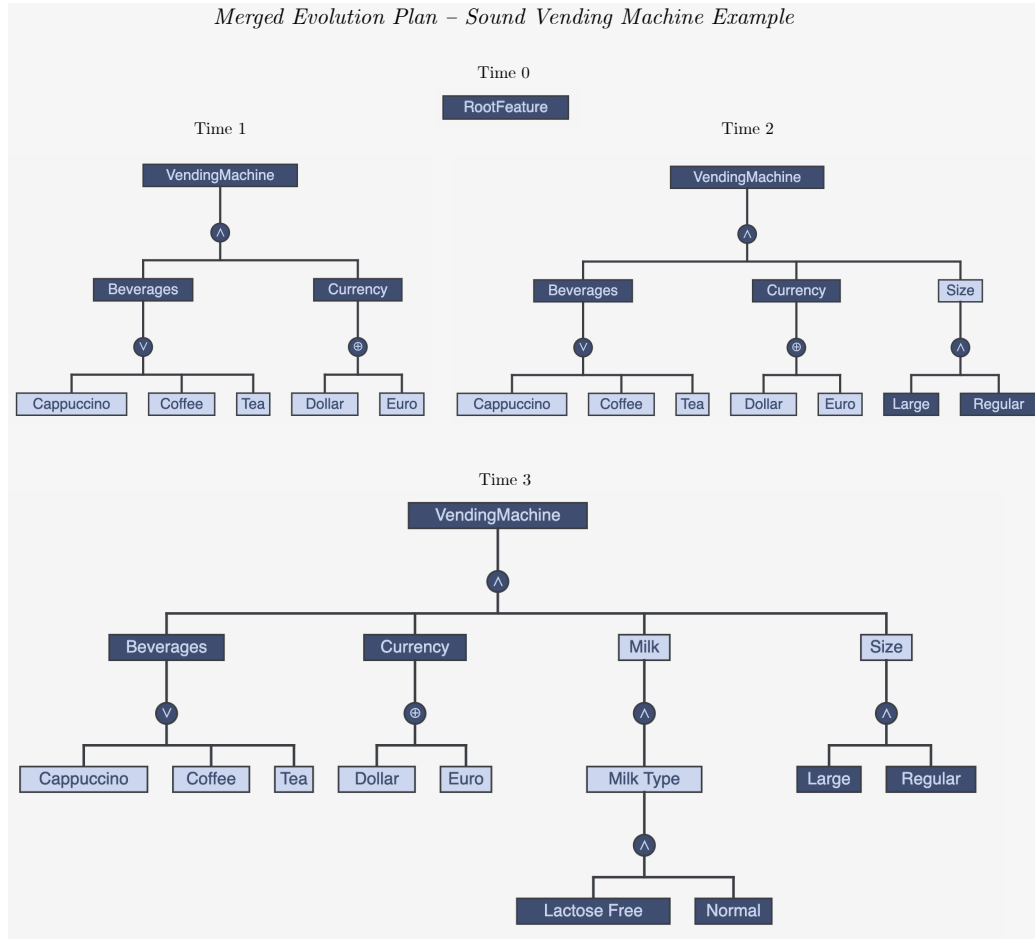 Merged Evolution Plan – Sound Vending Machine Example
Time 0
RootFeature
Time 1
VendingMachine
∧
Beverages Currency
∨ ⊕
Cappuccino Coffee Tea Dollar Euro
Time 2
VendingMachine
∧
Beverages Currency Size
∨ ⊕ ∧
Cappuccino Coffee Tea Dollar Euro Large Regular
Time 3
VendingMachine
∧
Beverages Currency Milk Size
∨ ⊕ ∧ ∧
Cappuccino Coffee Tea Dollar Euro Milk Type Large Regular
∧
Lactose Free Normal